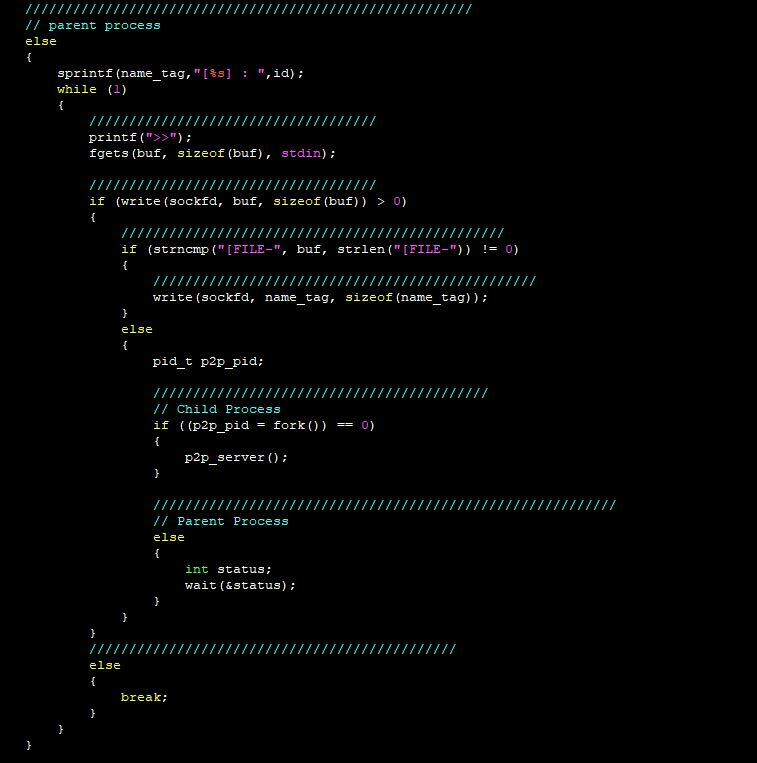 ////////////////////////////////////////////////////////
// parent process
else
{
    sprintf(name_tag,"[%s] : ",id);
    while (1)
    {
        ////////////////////////////////////
        printf(">>");
        fgets(buf, sizeof(buf), stdin);

        ////////////////////////////////////
        if (write(sockfd, buf, sizeof(buf)) > 0)
        {
            ////////////////////////////////////////////////
            if (strncmp("[FILE-", buf, strlen("[FILE-")) != 0)
            {
                ////////////////////////////////////////////////
                write(sockfd, name_tag, sizeof(name_tag));
            }
            else
            {
                pid_t p2p_pid;

                //////////////////////////////////////////
                // Child Process
                if ((p2p_pid = fork()) == 0)
                {
                    p2p_server();
                }

                //////////////////////////////////////////////////////////
                // Parent Process
                else
                {
                    int status;
                    wait(&status);
                }
            }
        }
        //////////////////////////////////////////////
        else
        {
            break;
        }
    }
}